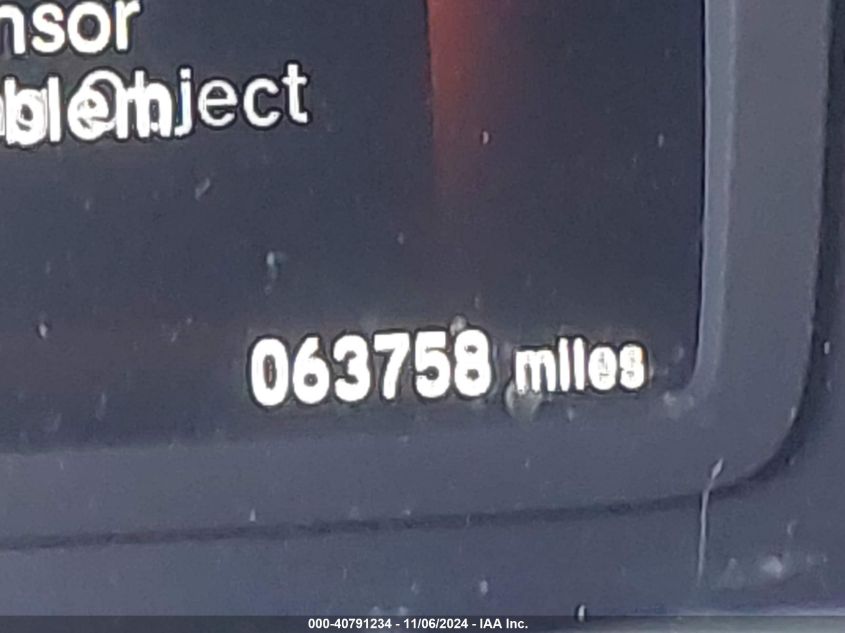 nsor
ject
063758 miles
000-40791234 - 11/06/2024 - IAA Inc.